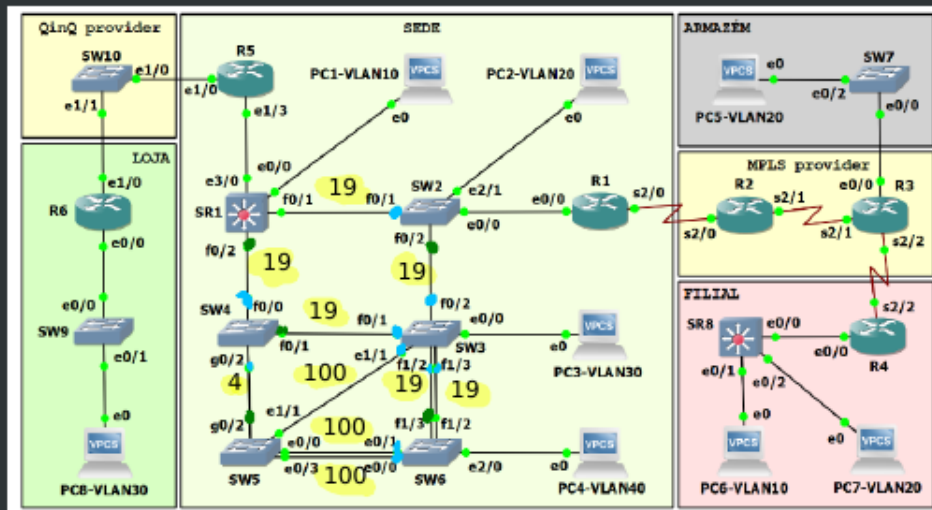 QinQ provider
SW10
e1/0
e1/1
R5
e1/0
e1/3
SEDE
PC1-VLAN10
e0
PC2-VLAN20
e0
ARMAZÉM
VPCS
e0
SW7
e0/2
PC5-VLAN20
e0/0
LOJA
e1/0
R6
e0/0
e0/0
SW9
e0/1
e0
VPCS
PC8-VLAN30
e0/0
e3/0
SR1
f0/1
19
f0/1
SW2
e2/1
e0/0
f0/2
R1
e0/0
s2/0
MPLS provider
R2
s2/0
s2/1
e0/0
R3
s2/1
s2/2
f0/2
19
19
f0/0
SW4
f0/1
19
f0/1
f0/2
e0/0
SW3
e0
VPCS
PC3-VLAN30
g0/2
4
100
e1/1
f1/2
f1/3
19
19
g0/2
e1/1
100
e0/0
e0/1
f1/3
f1/2
SW5
e0/3
100
e0/0
SW6
e2/0
e0
VPCS
PC4-VLAN40
FILIAL
s2/2
SR8
e0/0
e0/0
R4
e0/1
e0/2
e0
e0
VPCS
VPCS
PC6-VLAN10
PC7-VLAN20